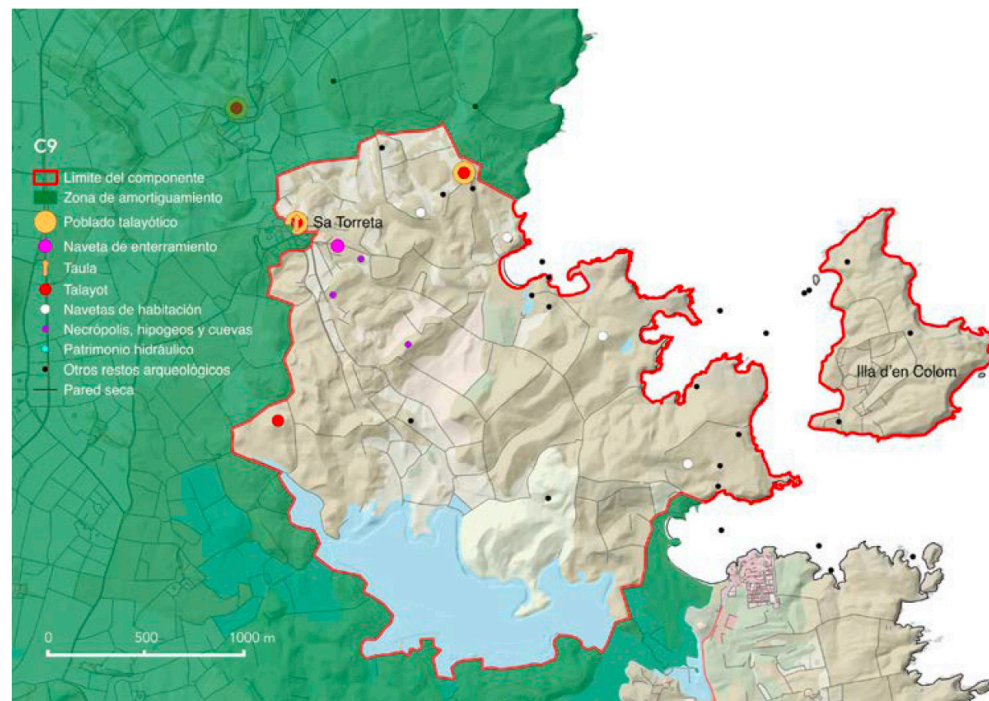 C9
Límite del componente
Zona de amortiguamiento
Poblado talayótico
Naveta de enterramiento
Taula
Talayot
Navetas de habitación
Necrópolis, hipogeos y cuevas
Patrimonio hidráulico
Otros restos arqueológicos
Pared seca
Sa Torreta
Illa d'en Colom
0 500 1000 m